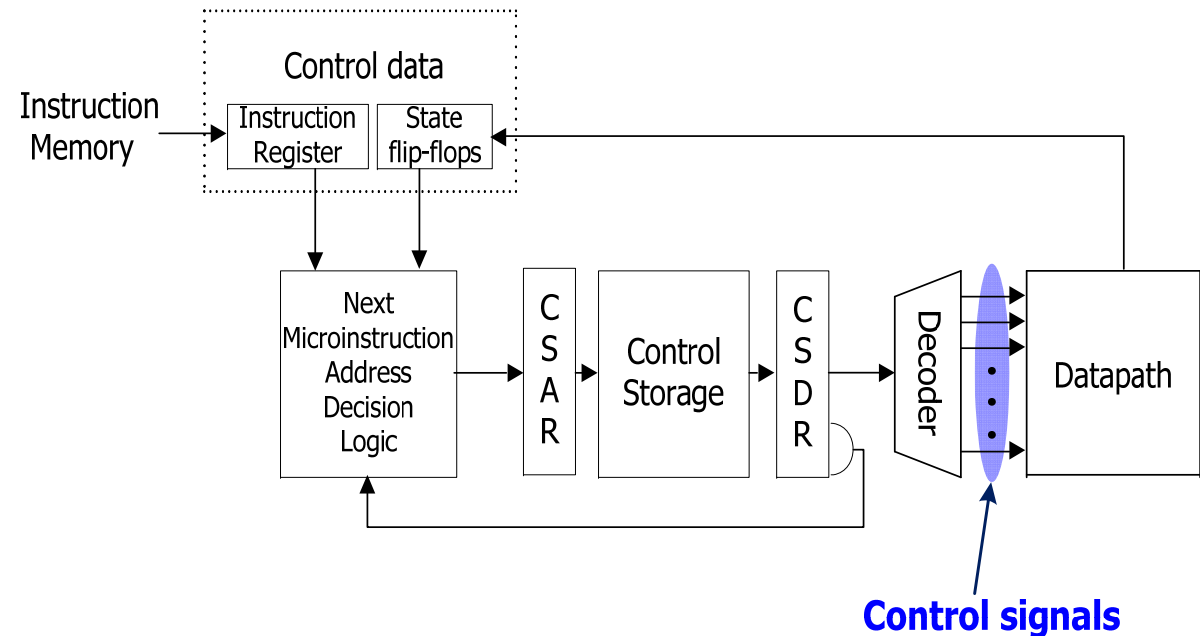 Control data
Instruction
Memory
Instruction
Register
State
flip-flops
Next
Microinstruction
Address
Decision
Logic
C
S
A
R
Control
Storage
C
S
D
R
Decoder
Datapath
Control signals